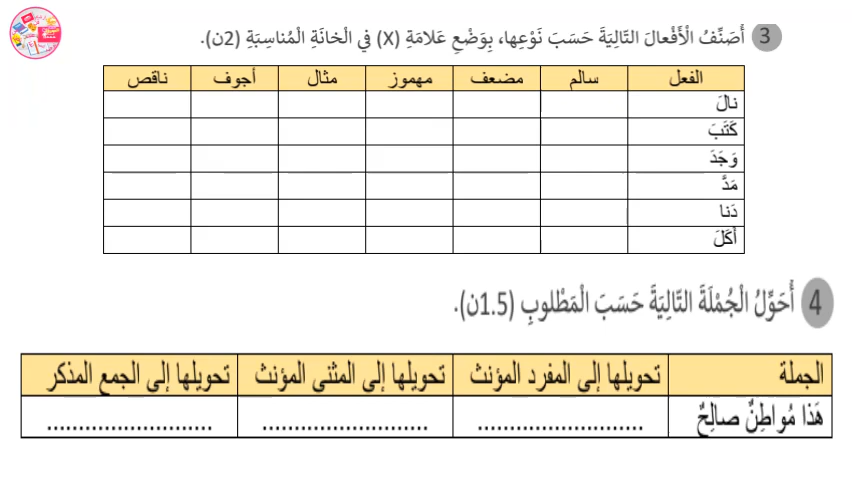 3 أُصَنِّفُ الْأَفْعالَ التّالِيَةَ حَسَبَ نَوْعِها، بِوَضْعِ عَلامَةِ (X) في الْخانَةِ الْمُناسِبَةِ (2ن).
الفعل سالم مضعف مهموز مثال أجوف ناقص
نالَ
كَتَبَ
وَجَدَ
مَدَّ
دَنا
أَكَلَ
4 أُحَوِّلُ الْجُمْلَةَ التّالِيَةَ حَسَبَ الْمَطْلوبِ (1.5ن).
الجملة تحويلها إلى المفرد المؤنث تحويلها إلى المثنى المؤنث تحويلها إلى الجمع المذكر
هَذا مُواطِنٌ صالِحٌ .......................... .......................... ..........................